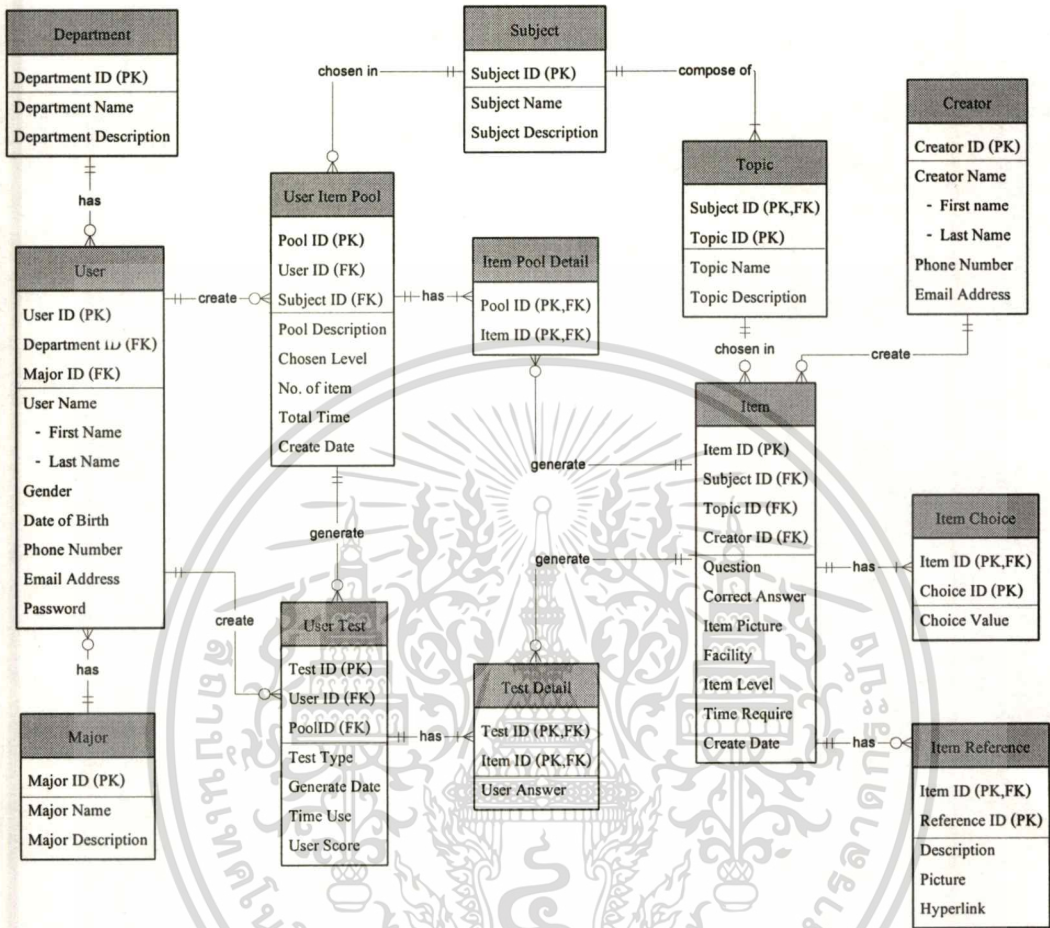 Department
Department ID (PK)
Department Name
Department Description
has
Subject
Subject ID (PK)
Subject Name
Subject Description
chosen in
compose of
Creator
Creator ID (PK)
Creator Name
- First name
- Last Name
Phone Number
Email Address
create
Topic
Subject ID (PK,FK)
Topic ID (PK)
Topic Name
Topic Description
chosen in
User Item Pool
Pool ID (PK)
User ID (FK)
Subject ID (FK)
Pool Description
Chosen Level
No. of item
Total Time
Create Date
has
Item Pool Detail
Pool ID (PK,FK)
Item ID (PK,FK)
User
User ID (PK)
Department ID (FK)
Major ID (FK)
User Name
- First Name
- Last Name
Gender
Date of Birth
Phone Number
Email Address
Password
create
create
has
generate
generate
generate
Item
Item ID (PK)
Subject ID (FK)
Topic ID (FK)
Creator ID (FK)
Question
Correct Answer
Item Picture
Facility
Item Level
Time Require
Create Date
has
Item Choice
Item ID (PK,FK)
Choice ID (PK)
Choice Value
User Test
Test ID (PK)
User ID (FK)
PoolID (FK)
Test Type
Generate Date
Time Use
User Score
has
Test Detail
Test ID (PK,FK)
Item ID (PK,FK)
User Answer
Major
Major ID (PK)
Major Name
Major Description
has
Item Reference
Item ID (PK,FK)
Reference ID (PK)
Description
Picture
Hyperlink